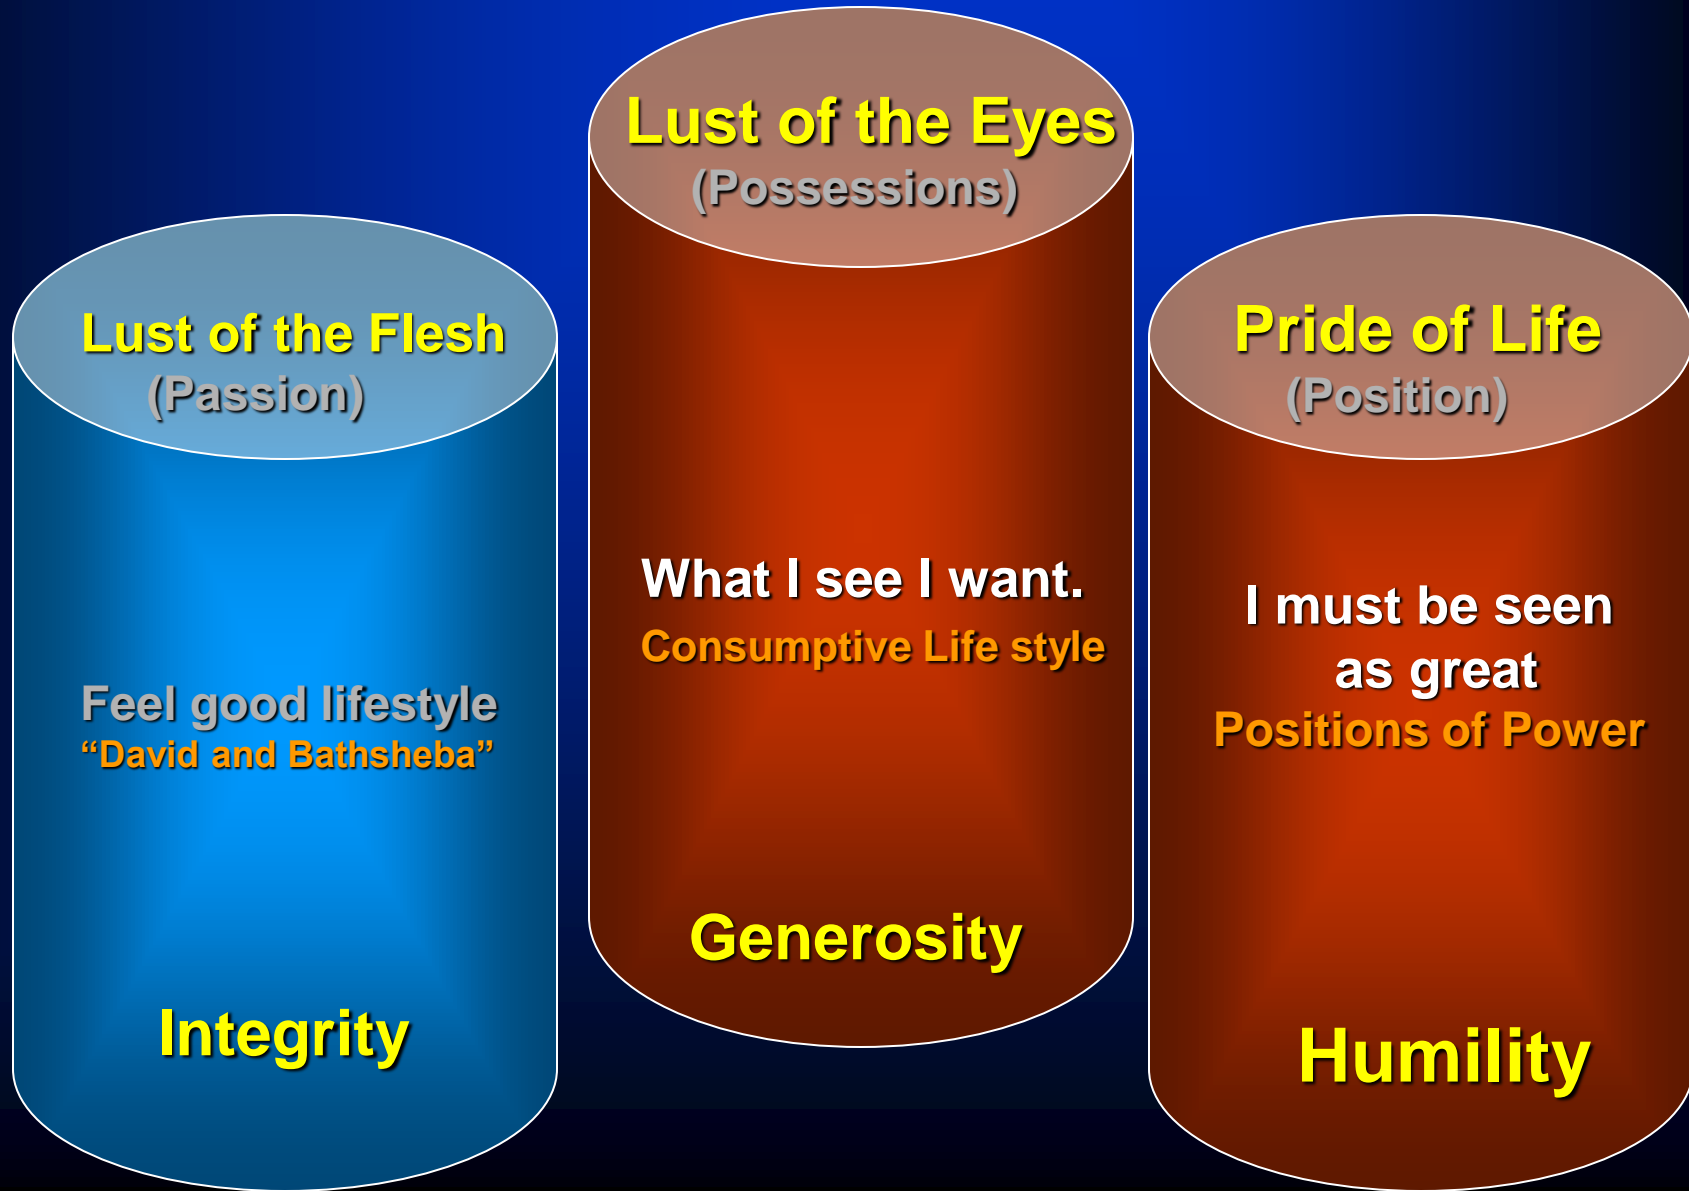 Lust of the Flesh
(Passion)
Feel good lifestyle
“David and Bathsheba”
Integrity
Lust of the Eyes
(Possessions)
What I see I want.
Consumptive Life style
Generosity
Pride of Life
(Position)
I must be seen
as great
Positions of Power
Humility